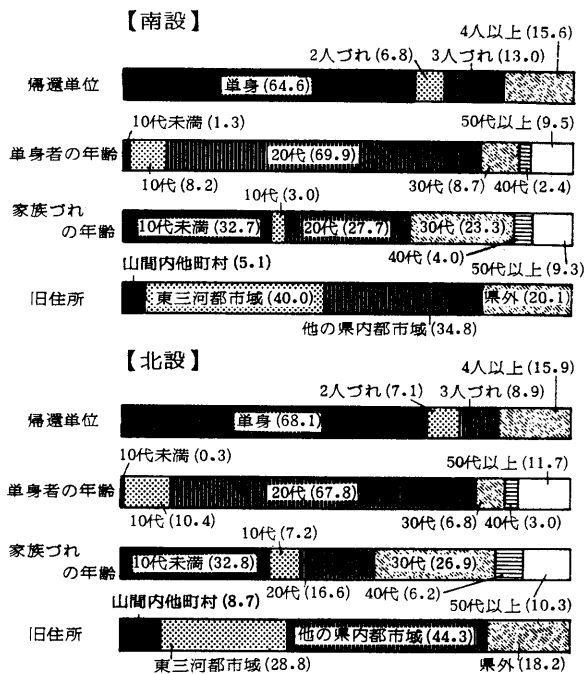 【南設】
4人以上(15.6)
2人づれ(6.8) 3人づれ(13.0)
帰還単位 単身(64.6)
10代未満(1.3) 50代以上(9.5)
単身者の年齢 20代(69.9)
10代(8.2) 30代(8.7) 40代(2.4)
家族づれ 10代(3.0)
の年齢 10代未満(32.7) 20代(27.7) 30代(23.3)
40代(4.0)
山間内他町村(5.1) 50代以上(9.3)
旧住所 東三河都市域(40.0) 県外(20.1)
他の県内都市域(34.8)
【北設】
4人以上(15.9)
2人づれ(7.1) 3人づれ(8.9)
帰還単位 単身(68.1)
10代未満(0.3) 50代以上(11.7)
単身者の年齢 20代(67.8)
10代(10.4) 30代(6.8) 40代(3.0)
家族づれ 10代(7.2)
の年齢 10代未満(32.8) 30代(26.9)
20代(16.6) 40代(6.2)
山間内他町村(8.7) 50代以上(10.3)
旧住所 他の県内都市域(44.3)
東三河都市域(28.8) 県外(18.2)